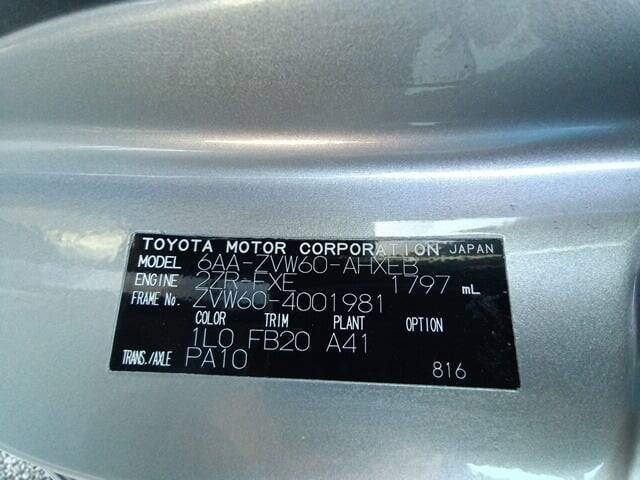 TOYOTA MOTOR CORPORATION JAPAN
MODEL 6AA-ZVW60-AHXEB
ENGINE 2ZR-FXE 1797 mL
FRAME No. ZVW60-4001981
COLOR TRIM PLANT OPTION
1L0 FB20 A41
TRANS./AXLE PA10
816